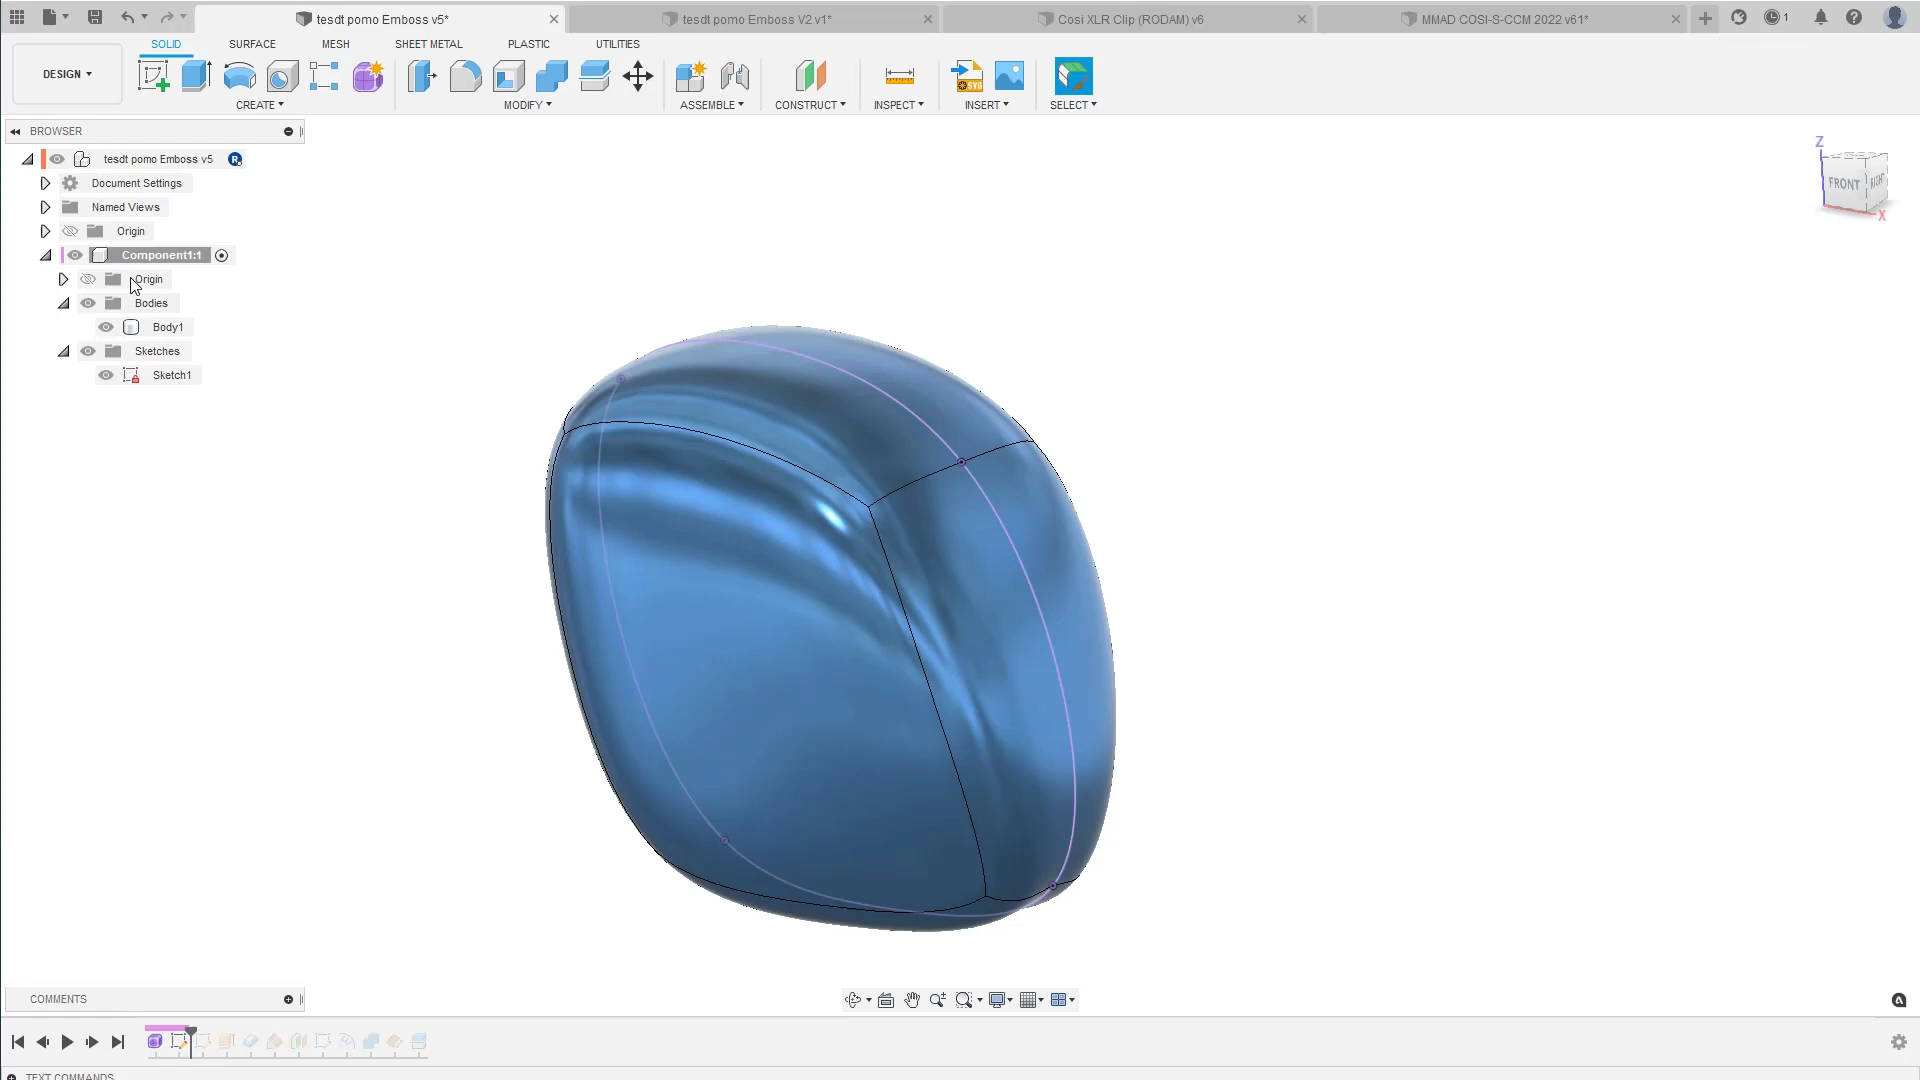 tesdt pomo Emboss v5*
tesdt pomo Emboss V2 v1*
Cosi XLR Clip (RODAM) v6
MMAD COSI-S-CCM 2022 v61*
1
SOLID
SURFACE
MESH
SHEET METAL
PLASTIC
UTILITIES
DESIGN
CREATE
MODIFY
ASSEMBLE
CONSTRUCT
INSPECT
INSERT
SELECT
SVG
BROWSER
tesdt pomo Emboss v5
R
Document Settings
Named Views
Origin
Component1:1
Origin
Bodies
Body1
Sketches
Sketch1
Z
FRONT
RIGHT
X
COMMENTS
TEXT COMMANDS